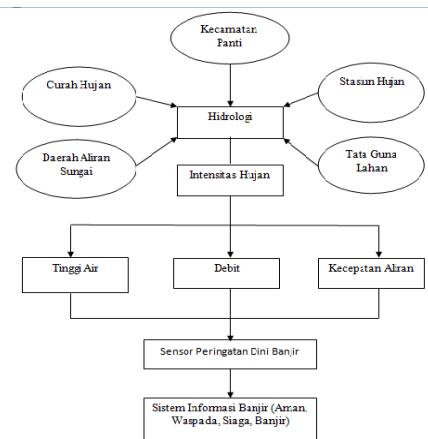 Kecamatan
Panti
Curah Hujan
Stasun Hujan
Hidrologi
Daerah Aliran
Sungai
Tata Guna
Lahan
Intensitas Hujan
Tinggi Air
Debit
Kecepatan Aliran
Sensor Peringatan Dini Banjir
Sistem Informasi Banjir (Aman,
Waspada, Siaga, Banjir)